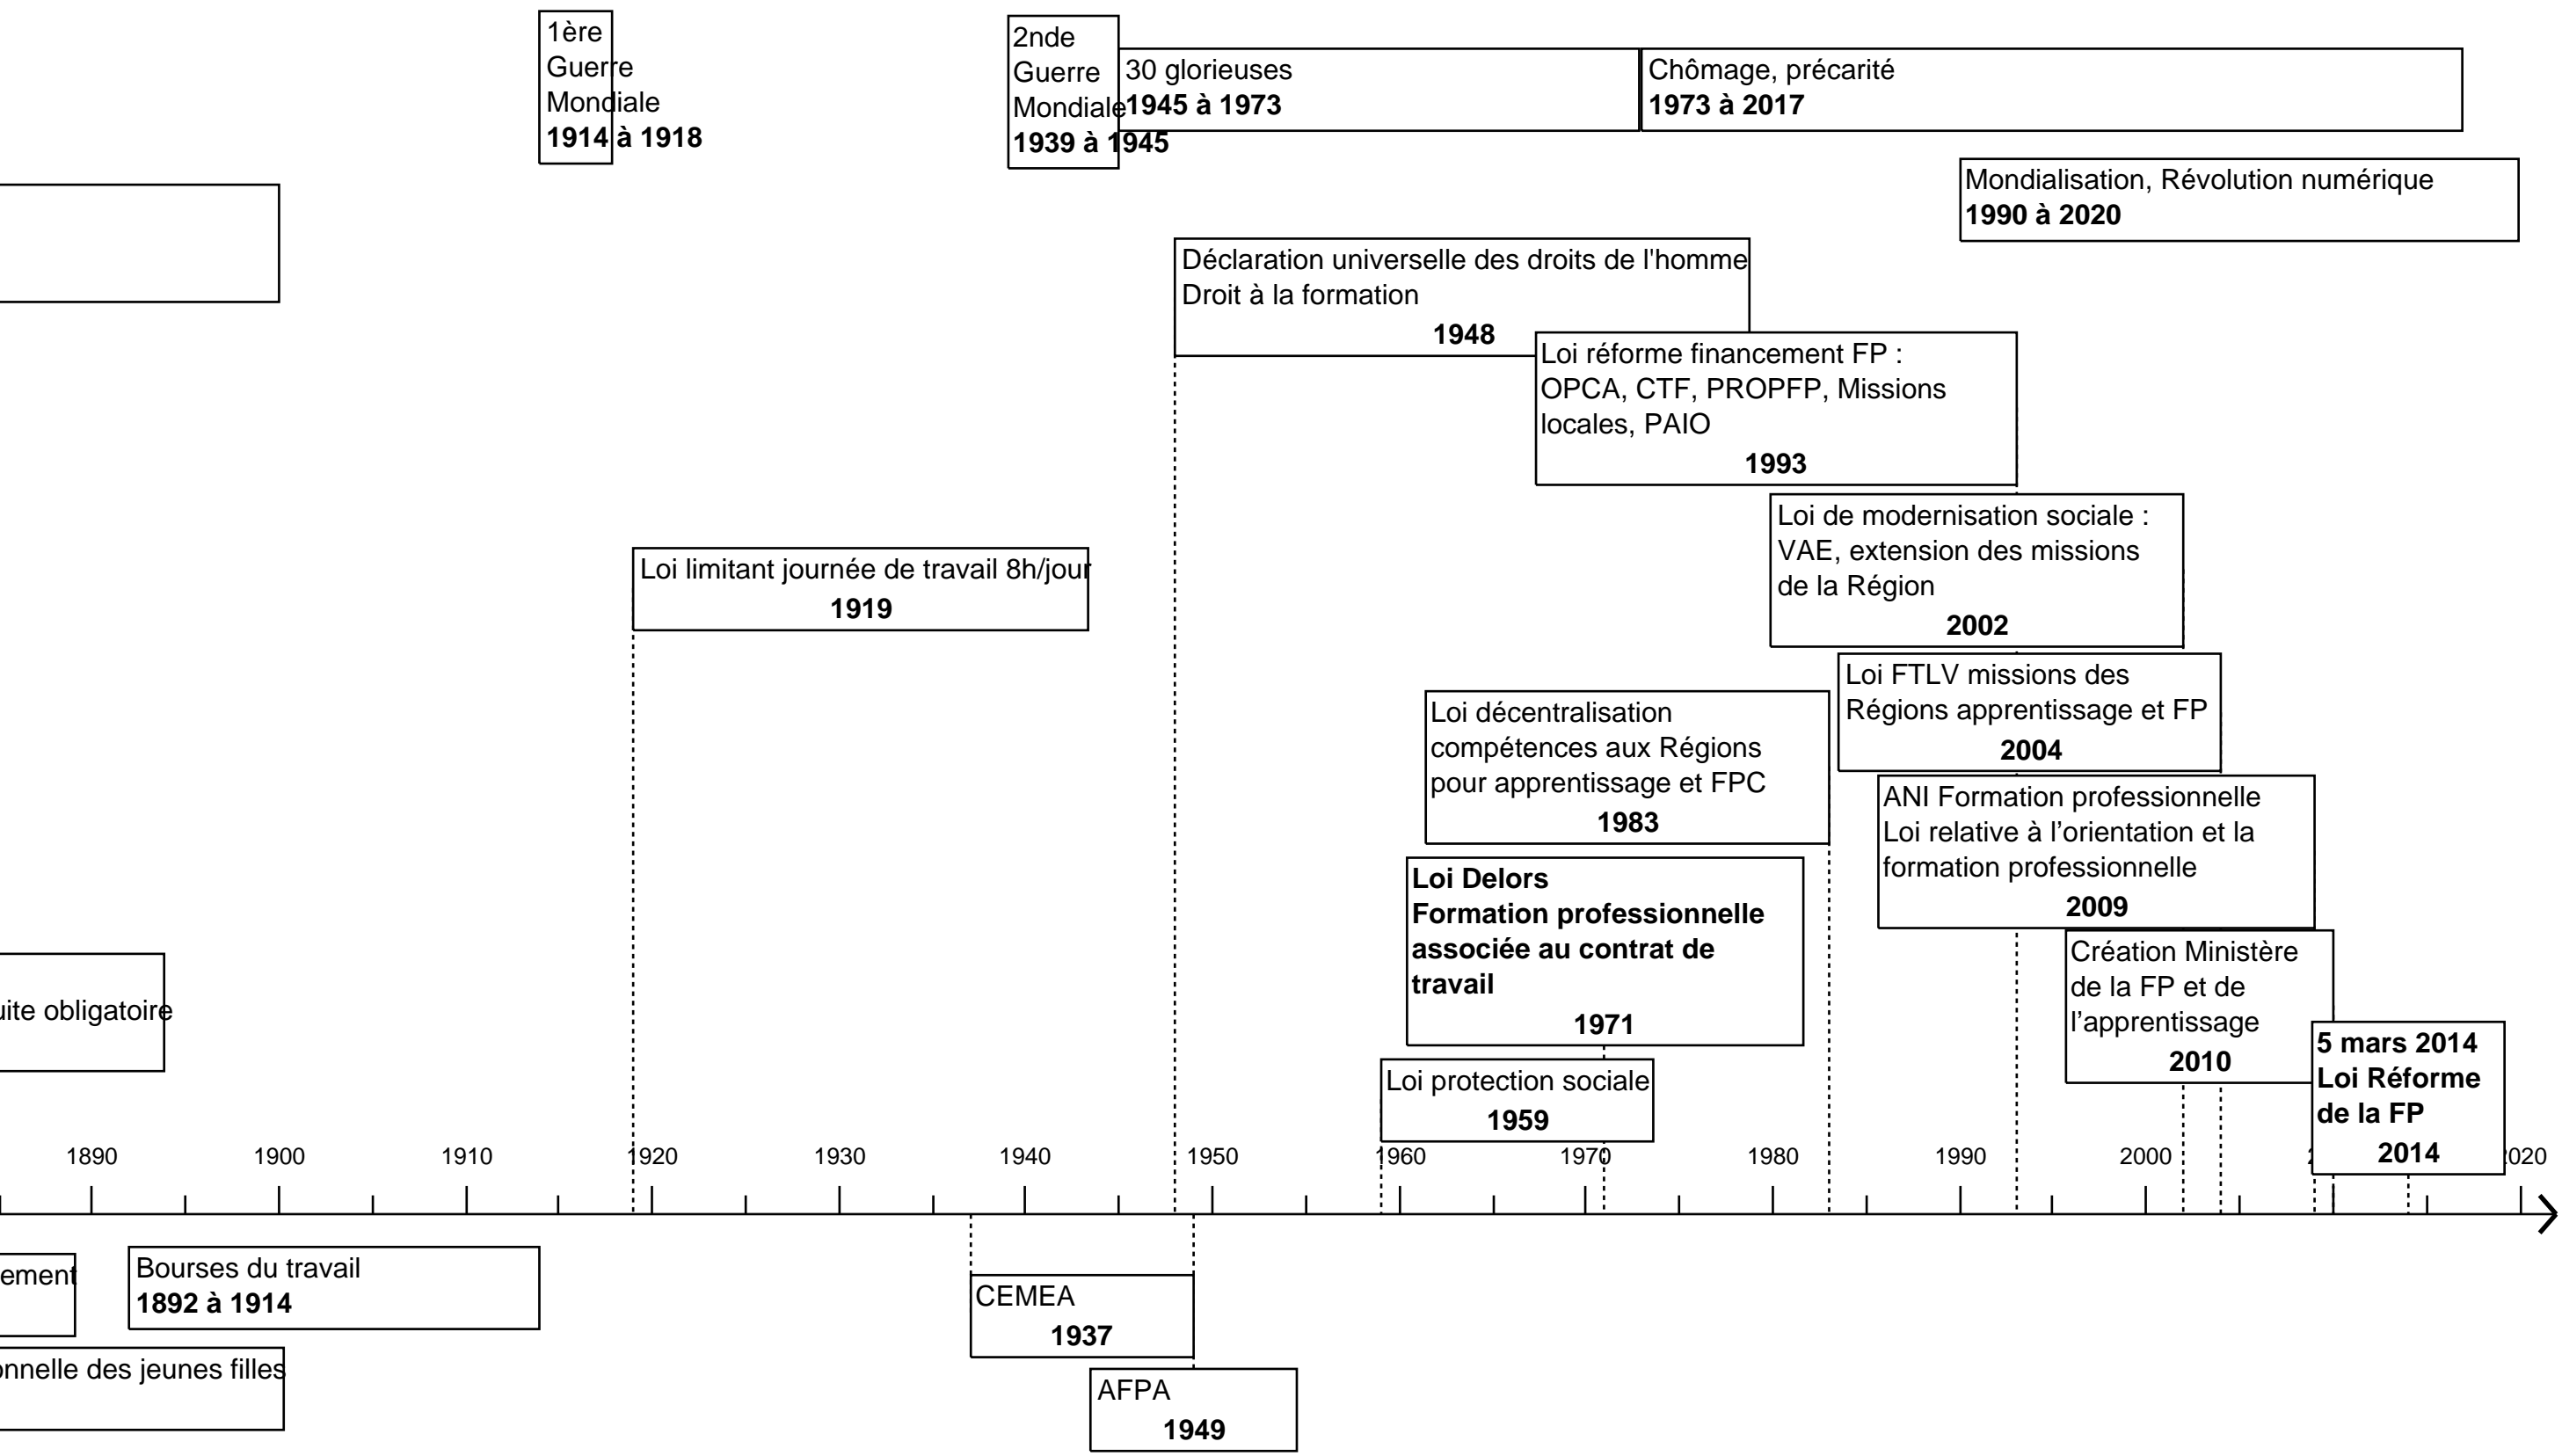 1ère
Guerre
Mondiale
1914 à 1918
2nde
Guerre
Mondiale
1939 à 1945
30 glorieuses
1945 à 1973
Chômage, précarité
1973 à 2017
Mondialisation, Révolution numérique
1990 à 2020
Déclaration universelle des droits de l'homme
Droit à la formation
1948
Loi réforme financement FP :
OPCA, CTF, PROPFP, Missions
locales, PAIO
1993
Loi de modernisation sociale :
VAE, extension des missions
de la Région
2002
Loi limitant journée de travail 8h/jour
1919
Loi FTLV missions des
Régions apprentissage et FP
2004
Loi décentralisation
compétences aux Régions
pour apprentissage et FPC
1983
ANI Formation professionnelle
Loi relative à l’orientation et la
formation professionnelle
2009
Loi Delors
Formation professionnelle
associée au contrat de
travail
1971
Création Ministère
de la FP et de
l’apprentissage
2010
uite obligatoire
5 mars 2014
Loi Réforme
de la FP
2014
Loi protection sociale
1959
1890 1900 1910 1920 1930 1940 1950 1960 1970 1980 1990 2000 020
ement
Bourses du travail
1892 à 1914
CEMEA
1937
onnelle des jeunes filles
AFPA
1949